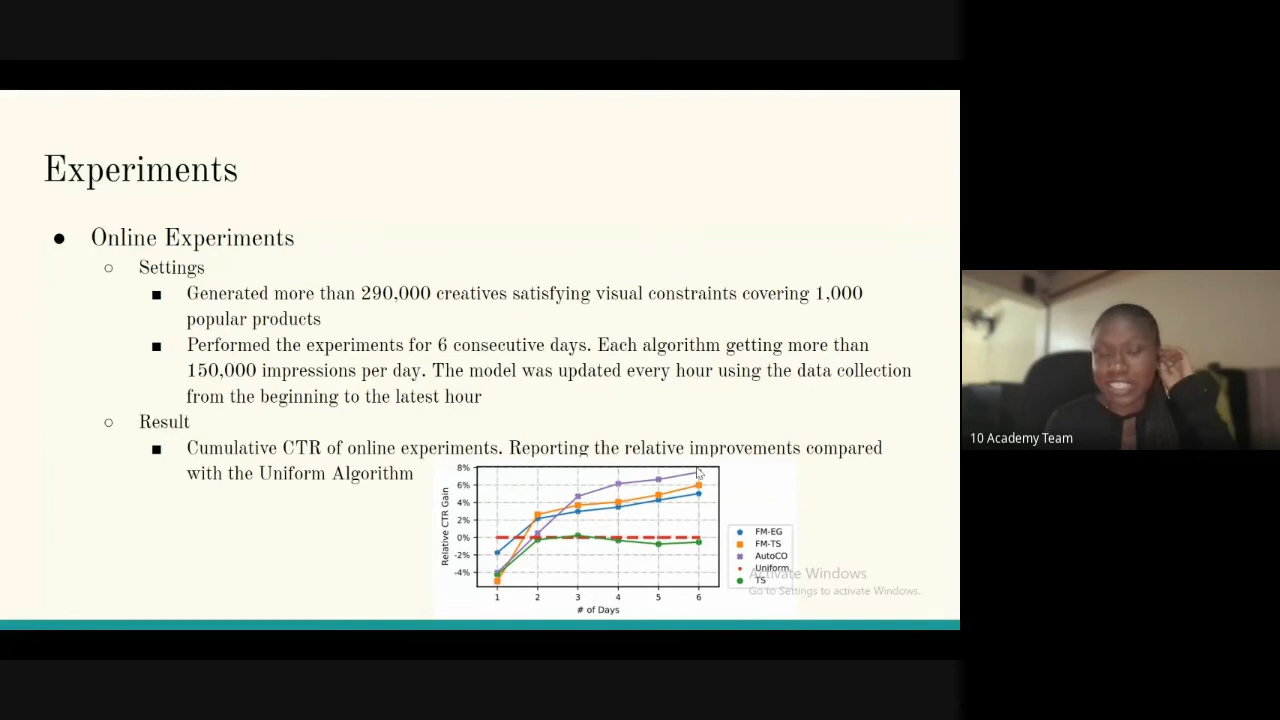 Experiments
● Online Experiments
○ Settings
■ Generated more than 290,000 creatives satisfying visual constraints covering 1,000
popular products
■ Performed the experiments for 6 consecutive days. Each algorithm getting more than
150,000 impressions per day. The model was updated every hour using the data collection
from the beginning to the latest hour
○ Result
■ Cumulative CTR of online experiments. Reporting the relative improvements compared
with the Uniform Algorithm
Relative CTR Gain
8%
6%
4%
2%
0%
-2%
-4%
1 2 3 4 5 6
# of Days
FM-EG
FM-TS
AutoCO
Uniform
TS
Activate Windows
Go to Settings to activate Windows.
10 Academy Team